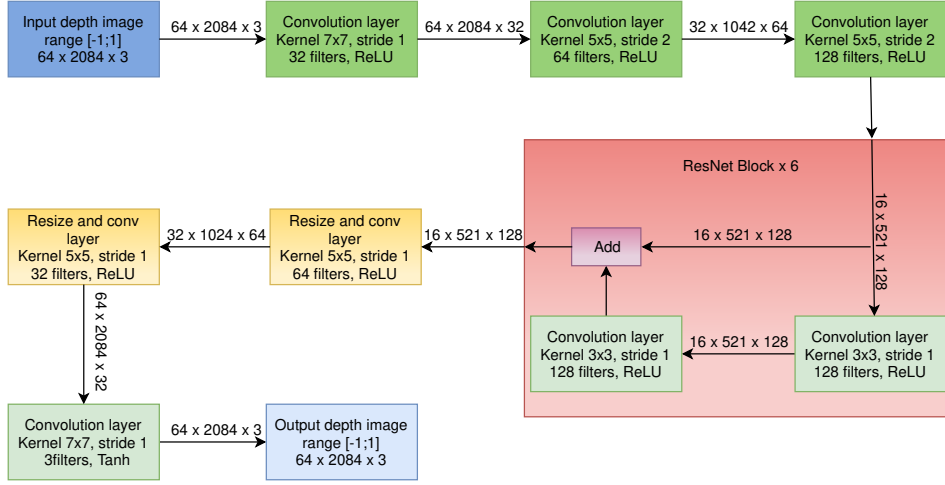 Input depth image
range [-1;1]
64 x 2084 x 3
64 x 2084 x 3
Convolution layer
Kernel 7x7, stride 1
32 filters, ReLU
64 x 2084 x 32
Convolution layer
Kernel 5x5, stride 2
64 filters, ReLU
32 x 1042 x 64
Convolution layer
Kernel 5x5, stride 2
128 filters, ReLU
ResNet Block x 6
16 x 521 x 128
16 x 521 x 128
Add
16 x 521 x 128
Convolution layer
Kernel 3x3, stride 1
128 filters, ReLU
16 x 521 x 128
Convolution layer
Kernel 3x3, stride 1
128 filters, ReLU
Resize and conv
layer
Kernel 5x5, stride 1
64 filters, ReLU
32 x 1024 x 64
Resize and conv
layer
Kernel 5x5, stride 1
32 filters, ReLU
64 x 2084 x 32
Convolution layer
Kernel 7x7, stride 1
3filters, Tanh
64 x 2084 x 3
Output depth image
range [-1;1]
64 x 2084 x 3